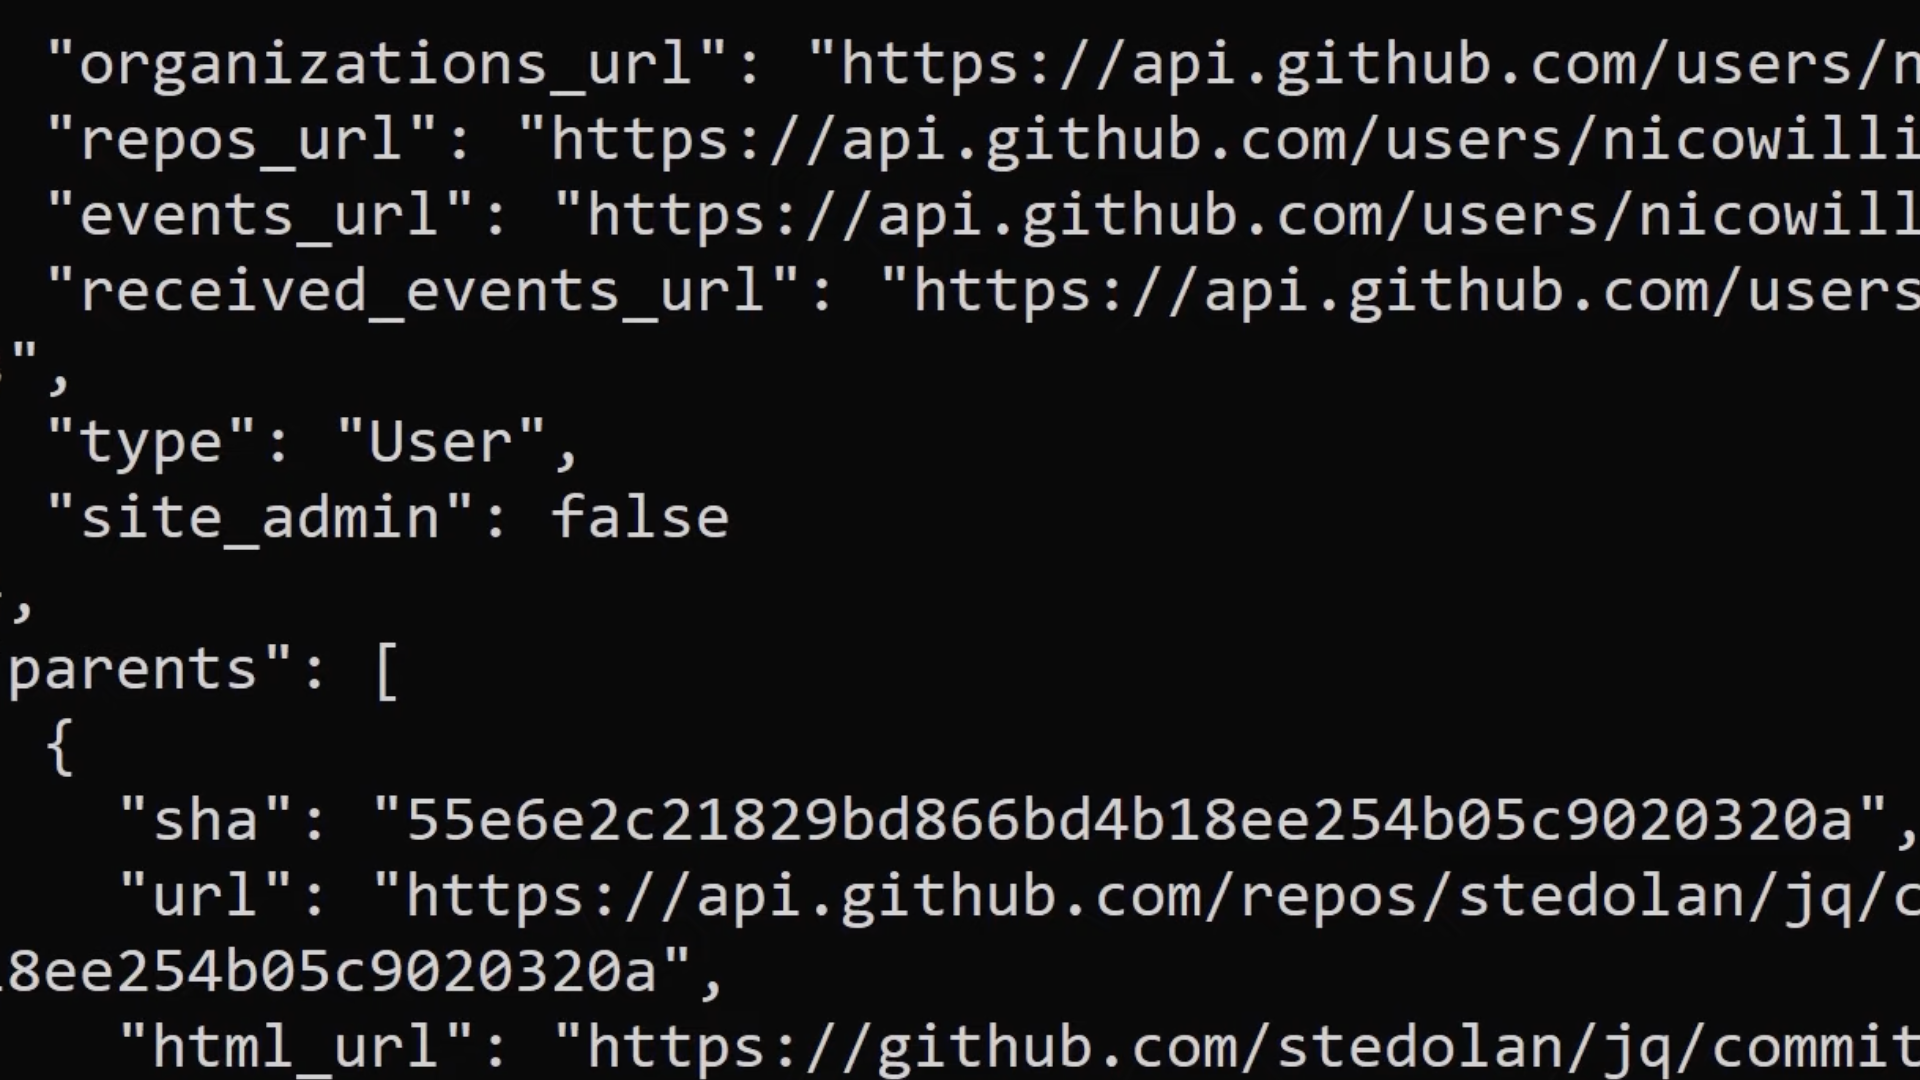 "organizations_url": "https://api.github.com/users/n
"repos_url": "https://api.github.com/users/nicowilli
"events_url": "https://api.github.com/users/nicowill
"received_events_url": "https://api.github.com/users
",
"type": "User",
"site_admin": false
,
parents": [
{
"sha": "55e6e2c21829bd866bd4b18ee254b05c9020320a",
"url": "https://api.github.com/repos/stedolan/jq/c
18ee254b05c9020320a",
"html_url": "https://github.com/stedolan/jq/commit